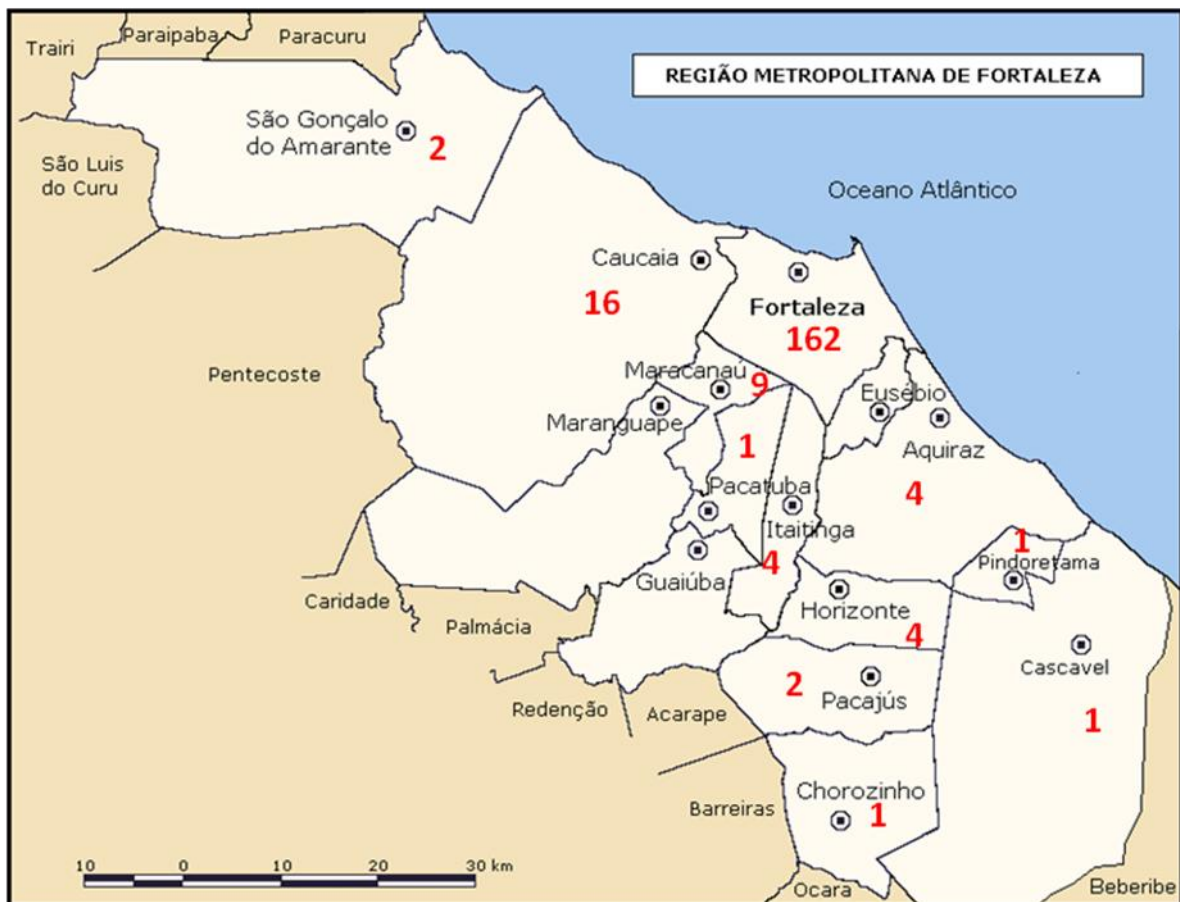 Trairi
Paraipaba
Paracuru
REGIÃO METROPOLITANA DE FORTALEZA
São Gonçalo
do Amarante
2
São Luis
do Curu
Oceano Atlântico
Caucaia
16
Fortaleza
162
Pentecoste
Maracanaú
9
Maranguape
Eusébio
Aquiraz
1
4
Pacatuba
Itaitinga
4
1
Pindoretama
Guaiúba
Horizonte
4
Caridade
Palmácia
Cascavel
2
Pacajús
1
Redenção
Acarape
Chorozinho
1
Barreiras
10 0 10 20 30 km
Ocara
Beberibe